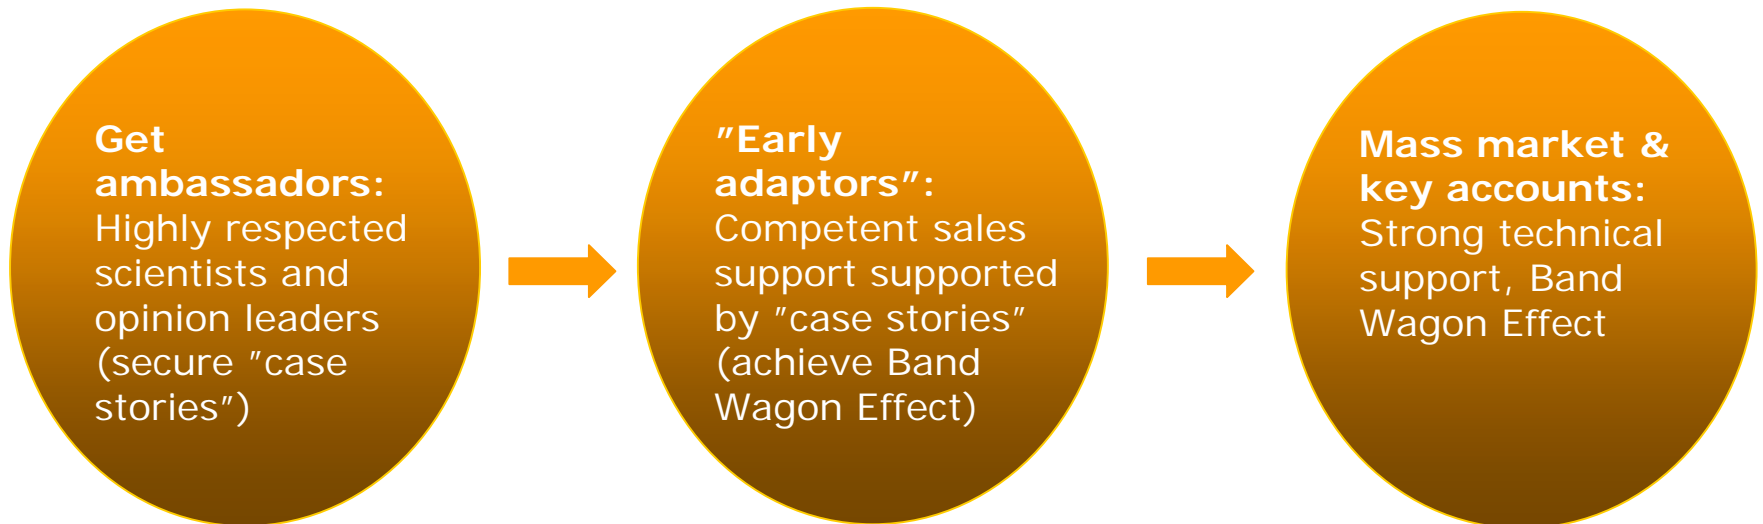 Get
ambassadors:
Highly respected
scientists and
opinion leaders
(secure "case
stories")
"Early
adaptors":
Competent sales
support supported
by "case stories"
(achieve Band
Wagon Effect)
Mass market &
key accounts:
Strong technical
support, Band
Wagon Effect